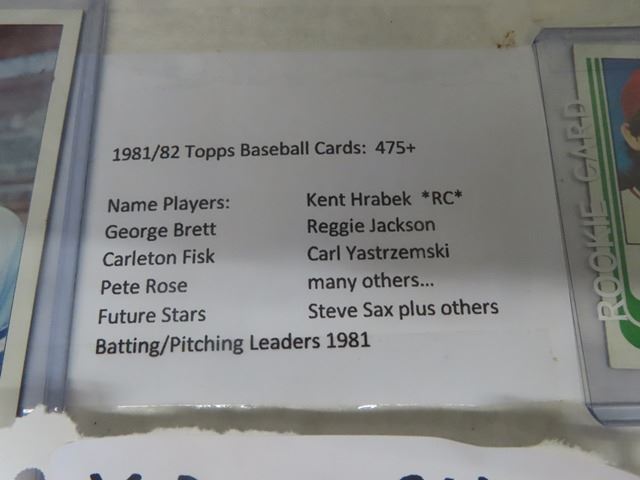 1981/82 Topps Baseball Cards: 475+
Name Players: Kent Hrabek *RC*
George Brett Reggie Jackson
Carleton Fisk Carl Yastrzemski
Pete Rose many others...
Future Stars Steve Sax plus others
Batting/Pitching Leaders 1981
ROOKIE CARD